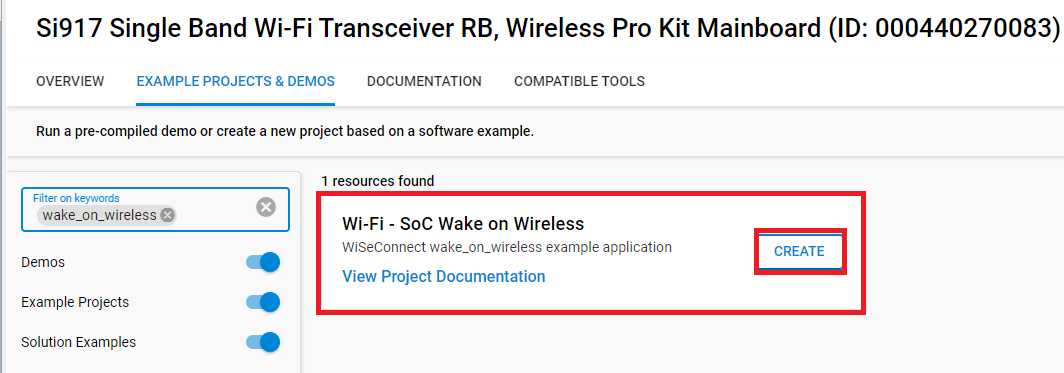 Si917 Single Band Wi-Fi Transceiver RB, Wireless Pro Kit Mainboard (ID: 000440270083)
OVERVIEW EXAMPLE PROJECTS & DEMOS DOCUMENTATION COMPATIBLE TOOLS
Run a pre-compiled demo or create a new project based on a software example.
Filter on keywords
wake_on_wireless
Demos
Example Projects
Solution Examples
1 resources found
Wi-Fi - SoC Wake on Wireless
WiSeConnect wake_on_wireless example application
View Project Documentation
CREATE